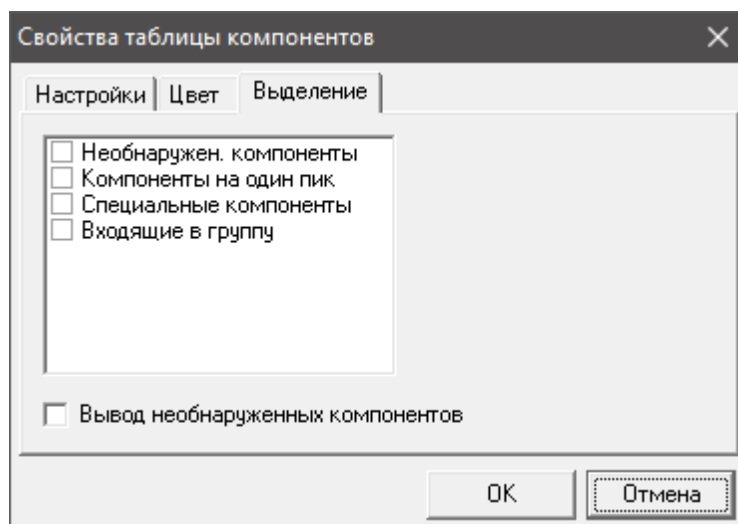 Свойства таблицы компонентов
Настройки Цвет Выделение
Необнаружен. компоненты
Компоненты на один пик
Специальные компоненты
Входящие в группу
Вывод необнаруженных компонентов
OK Отмена